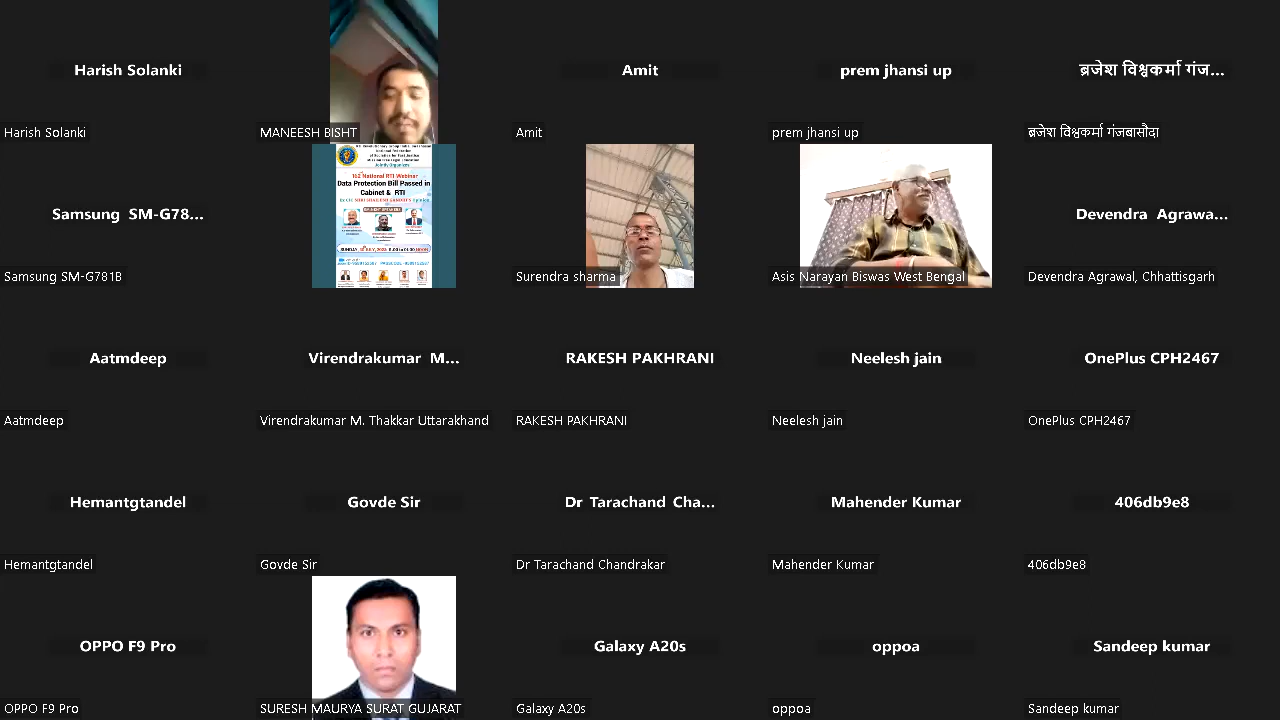 Harish Solanki
Amit
prem jhansi up
ब्रजेश विश्वकर्मा गंज...
Harish Solanki
MANEESH BISHT
Amit
prem jhansi up
ब्रजेश विश्वकर्मा गंजबासौदा
Samsung SM-G78...
National Federation
162 National RTI Webinar
Data Protection Bill Passed in
Cabinet & RTI
Devendra Agrawa...
Samsung SM-G781B
Surendra sharma
Asis Narayan Biswas West Bengal
Devendra Agrawal, Chhattisgarh
Aatmdeep
Virendrakumar M...
RAKESH PAKHRANI
Neelesh jain
OnePlus CPH2467
Aatmdeep
Virendrakumar M. Thakkar Uttarakhand
RAKESH PAKHRANI
Neelesh jain
OnePlus CPH2467
Hemantgtandel
Govde Sir
Dr Tarachand Cha...
Mahender Kumar
406db9e8
Hemantgtandel
Govde Sir
Dr Tarachand Chandrakar
Mahender Kumar
406db9e8
OPPO F9 Pro
Galaxy A20s
oppoa
Sandeep kumar
OPPO F9 Pro
SURESH MAURYA SURAT GUJARAT
Galaxy A20s
oppoa
Sandeep kumar